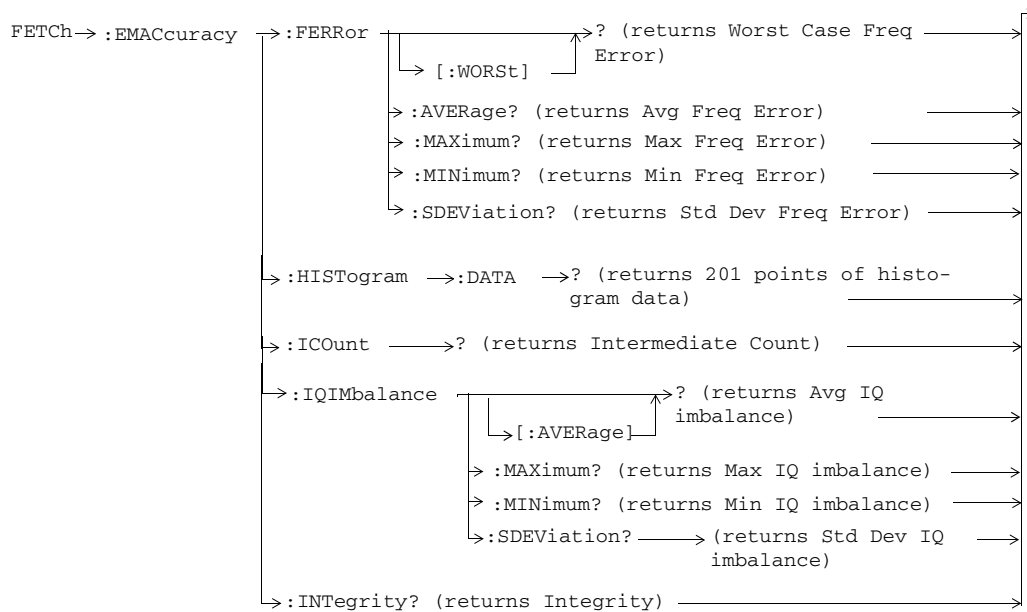 FETCh :EMACcuracy :FERRor ? (returns Worst Case Freq
Error)
[:WORSt]
:AVERage? (returns Avg Freq Error)
:MAXimum? (returns Max Freq Error)
:MINimum? (returns Min Freq Error)
:SDEViation? (returns Std Dev Freq Error)
:HISTogram :DATA ? (returns 201 points of histo-
gram data)
:ICOunt ? (returns Intermediate Count)
:IQIMbalance ? (returns Avg IQ
imbalance)
[:AVERage]
:MAXimum? (returns Max IQ imbalance)
:MINimum? (returns Min IQ imbalance)
:SDEViation? (returns Std Dev IQ
imbalance)
:INTegrity? (returns Integrity)